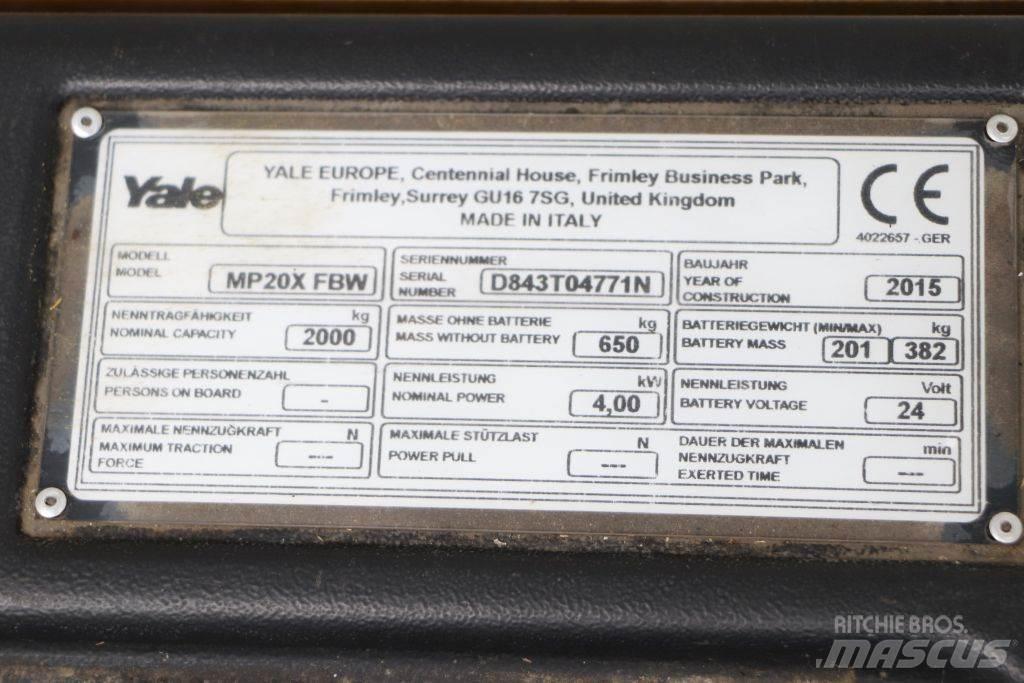 Yale
YALE EUROPE, Centennial House, Frimley Business Park,
Frimley,Surrey GU16 7SG, United Kingdom
MADE IN ITALY
CE
4022657 - GER
MODELL
MODEL
MP20X FBW
SERIENNUMMER
SERIAL
NUMBER
D843T04771N
BAUJAHR
YEAR OF
CONSTRUCTION
2015
NENNTRAGFÄHIGKEIT kg
NOMINAL CAPACITY
2000
MASSE OHNE BATTERIE kg
MASS WITHOUT BATTERY
650
BATTERIEGEWICHT (MIN/MAX) kg
BATTERY MASS
201 382
ZULÄSSIGE PERSONENZAHL
PERSONS ON BOARD
-
NENNLEISTUNG kW
NOMINAL POWER
4,00
NENNLEISTUNG Volt
BATTERY VOLTAGE
24
MAXIMALE NENNZUGKRAFT N
MAXIMUM TRACTION
FORCE
---
MAXIMALE STÜTZLAST N
POWER PULL
---
DAUER DER MAXIMALEN min
NENNZUGKRAFT
EXERTED TIME
---
RITCHIE BROS.
MASCUS